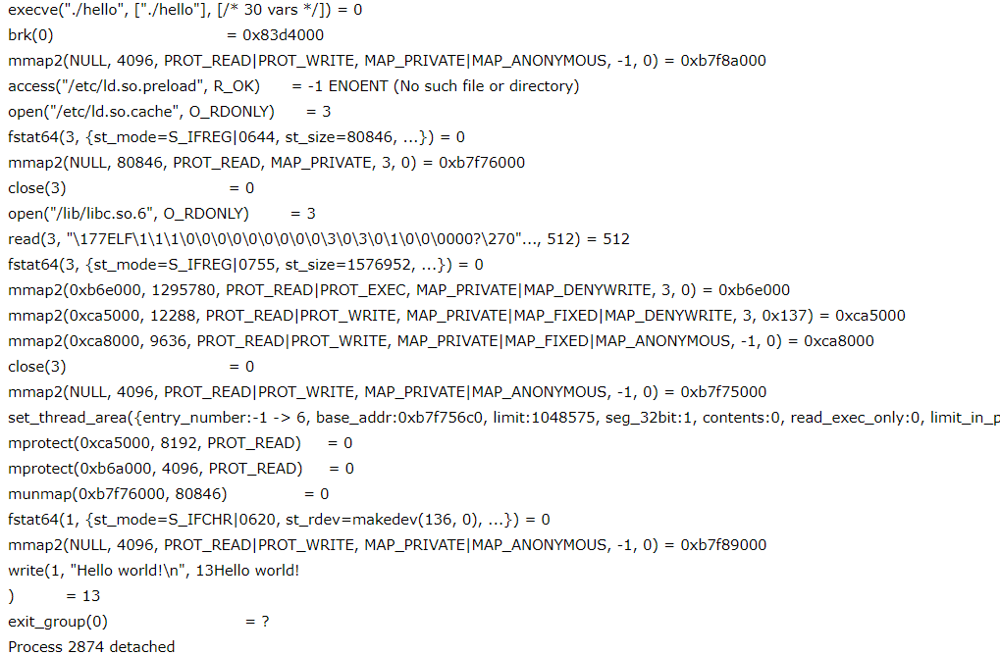 execve("./hello", ["./hello"], [/* 30 vars */]) = 0
brk(0) = 0x83d4000
mmap2(NULL, 4096, PROT_READ|PROT_WRITE, MAP_PRIVATE|MAP_ANONYMOUS, -1, 0) = 0xb7f8a000
access("/etc/ld.so.preload", R_OK) = -1 ENOENT (No such file or directory)
open("/etc/ld.so.cache", O_RDONLY) = 3
fstat64(3, {st_mode=S_IFREG|0644, st_size=80846, ...}) = 0
mmap2(NULL, 80846, PROT_READ, MAP_PRIVATE, 3, 0) = 0xb7f76000
close(3) = 0
open("/lib/libc.so.6", O_RDONLY) = 3
read(3, "\177ELF\1\1\1\0\0\0\0\0\0\0\0\0\3\0\3\0\1\0\0\0000?\270"..., 512) = 512
fstat64(3, {st_mode=S_IFREG|0755, st_size=1576952, ...}) = 0
mmap2(0xb6e000, 1295780, PROT_READ|PROT_EXEC, MAP_PRIVATE|MAP_DENYWRITE, 3, 0) = 0xb6e000
mmap2(0xca5000, 12288, PROT_READ|PROT_WRITE, MAP_PRIVATE|MAP_FIXED|MAP_DENYWRITE, 3, 0x137) = 0xca5000
mmap2(0xca8000, 9636, PROT_READ|PROT_WRITE, MAP_PRIVATE|MAP_FIXED|MAP_ANONYMOUS, -1, 0) = 0xca8000
close(3) = 0
mmap2(NULL, 4096, PROT_READ|PROT_WRITE, MAP_PRIVATE|MAP_ANONYMOUS, -1, 0) = 0xb7f75000
set_thread_area({entry_number:-1 -> 6, base_addr:0xb7f756c0, limit:1048575, seg_32bit:1, contents:0, read_exec_only:0, limit_in_p
mprotect(0xca5000, 8192, PROT_READ) = 0
mprotect(0xb6a000, 4096, PROT_READ) = 0
munmap(0xb7f76000, 80846) = 0
fstat64(1, {st_mode=S_IFCHR|0620, st_rdev=makedev(136, 0), ...}) = 0
mmap2(NULL, 4096, PROT_READ|PROT_WRITE, MAP_PRIVATE|MAP_ANONYMOUS, -1, 0) = 0xb7f89000
write(1, "Hello world!\n", 13Hello world!
) = 13
exit_group(0) = ?
Process 2874 detached